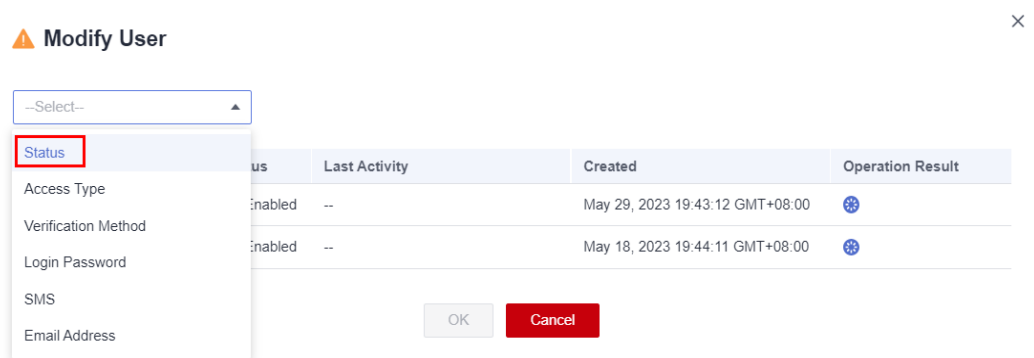 Modify User
--Select--
Status
us Last Activity Created Operation Result
Access Type
Enabled -- May 29, 2023 19:43:12 GMT+08:00
Verification Method
Enabled -- May 18, 2023 19:44:11 GMT+08:00
Login Password
SMS
OK Cancel
Email Address